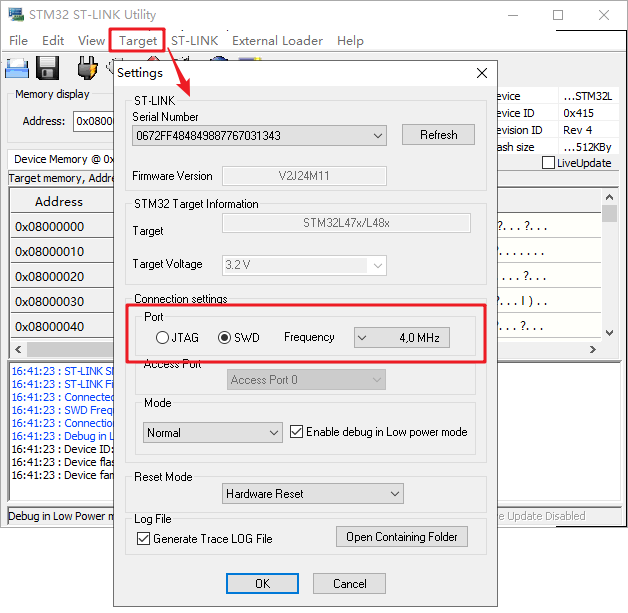 STM32 ST-LINK Utility
File Edit View Target ST-LINK External Loader Help
Settings
Memory display
Address: 0x0800
Device Memory @ 0x
Target memory, Addre
Address
0x08000000
0x08000010
0x08000020
0x08000030
0x08000040
16:41:23 : ST-LINK SN
16:41:23 : ST-LINK Fi
16:41:23 : Connected
16:41:23 : SWD Frequ
16:41:23 : Connection
16:41:23 : Debug in L
16:41:23 : Device ID:
16:41:23 : Device flas
16:41:23 : Device fam
Debug in Low Power m
ST-LINK
Serial Number
0672FF484849887767031343
Refresh
Firmware Version V2J24M11
STM32 Target Information
Target STM32L47x/L48x
Target Voltage 3.2 V
Connection settings
Port
JTAG SWD Frequency 4,0 MHz
Access Port
Access Port 0
Mode
Normal Enable debug in Low power mode
Reset Mode
Hardware Reset
Log File
Generate Trace LOG File Open Containing Folder
OK Cancel
evice ...STM32L
evice ID 0x415
evision ID Rev 4
ash size ...512KBy
LiveUpdate
?...?...
.......
...?...
...I)..
...?...
e Update Disabled